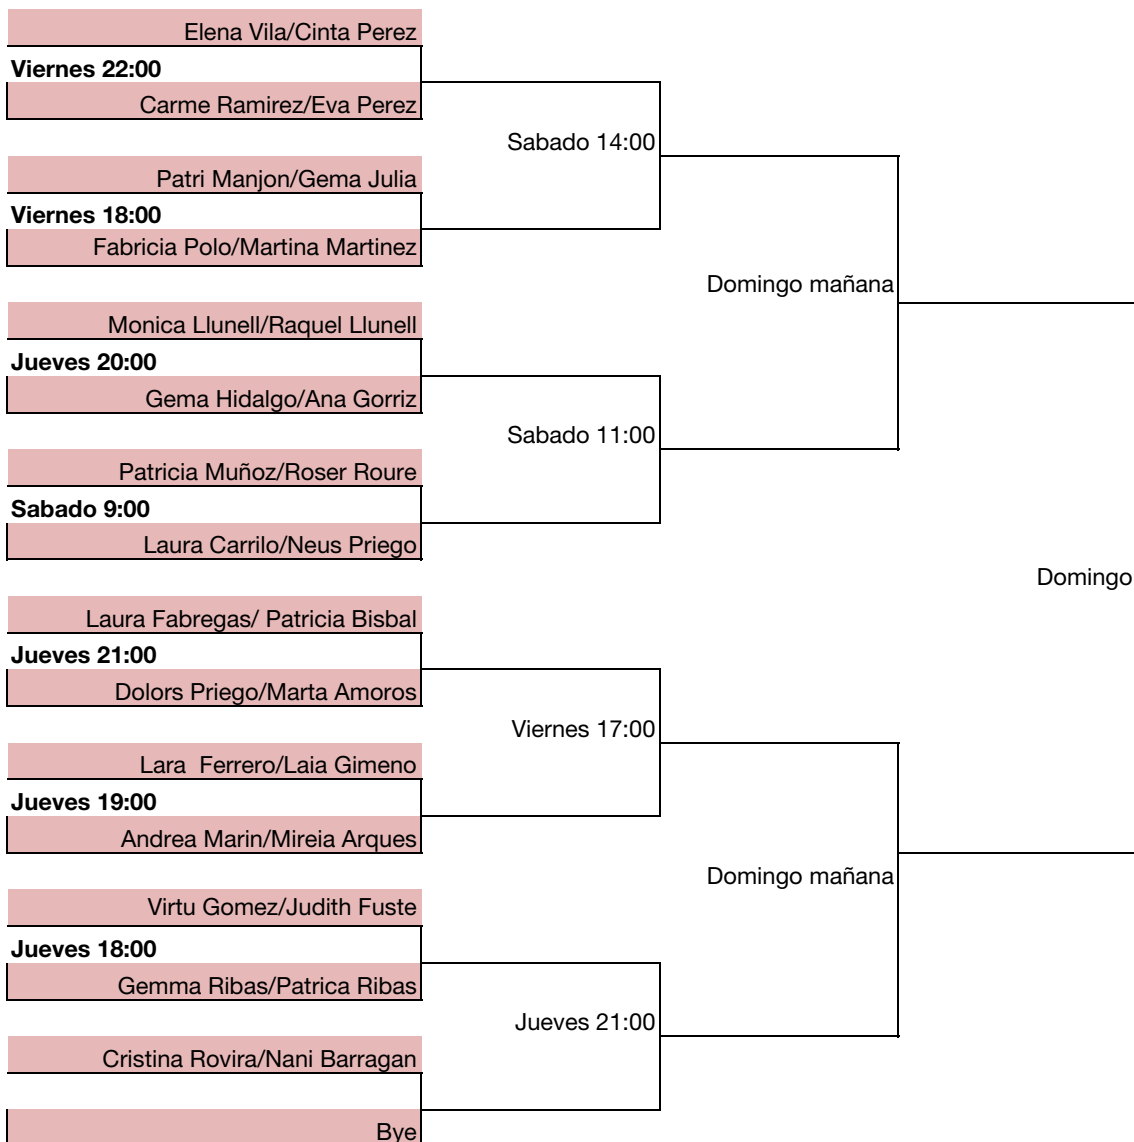 Elena Vila/Cinta Perez
Viernes 22:00
Carme Ramirez/Eva Perez
Sabado 14:00
Patri Manjon/Gema Julia
Viernes 18:00
Fabricia Polo/Martina Martinez
Domingo mañana
Monica Llunell/Raquel Llunell
Jueves 20:00
Gema Hidalgo/Ana Gorriz
Sabado 11:00
Patricia Muñoz/Roser Roure
Sabado 9:00
Laura Carrilo/Neus Priego
Domingo
Laura Fabregas/ Patricia Bisbal
Jueves 21:00
Dolors Priego/Marta Amoros
Viernes 17:00
Lara  Ferrero/Laia Gimeno
Jueves 19:00
Andrea Marin/Mireia Arques
Domingo mañana
Virtu Gomez/Judith Fuste
Jueves 18:00
Gemma Ribas/Patrica Ribas
Jueves 21:00
Cristina Rovira/Nani Barragan
Bye